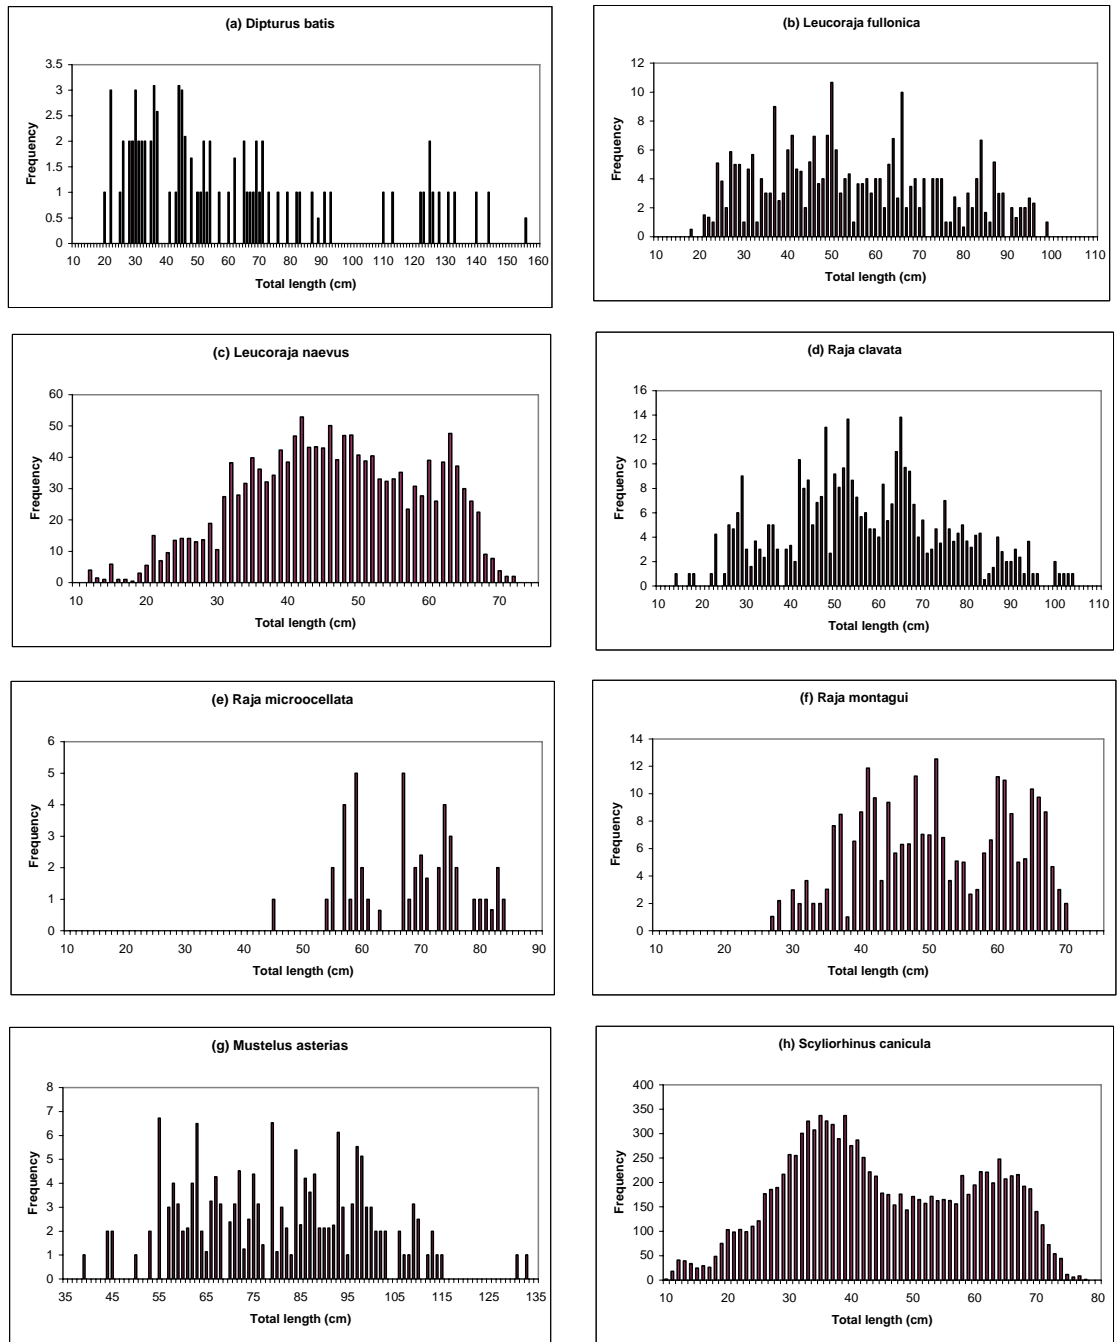 (a) Dipturus batis
3.5
3
2.5
2
1.5
1
0.5
0
Frequency
10 20 30 40 50 60 70 80 90 100 110 120 130 140 150 160
Total length (cm)
(b) Leucoraja fullonica
12
10
8
6
4
2
0
Frequency
10 20 30 40 50 60 70 80 90 100 110
Total length (cm)
(c) Leucoraja naevus
60
50
40
30
20
10
0
Frequency
10 20 30 40 50 60 70
Total length (cm)
(d) Raja clavata
16
14
12
10
8
6
4
2
0
Frequency
10 20 30 40 50 60 70 80 90 100 110
Total length (cm)
(e) Raja microocellata
6
5
4
3
2
1
0
Frequency
10 20 30 40 50 60 70 80 90
Total length (cm)
(f) Raja montagui
14
12
10
8
6
4
2
0
Frequency
10 20 30 40 50 60 70
Total length (cm)
(g) Mustelus asterias
8
7
6
5
4
3
2
1
0
Frequency
35 45 55 65 75 85 95 105 115 125 135
Total length (cm)
(h) Scyliorhinus canicula
400
350
300
250
200
150
100
50
0
Frequency
10 20 30 40 50 60 70 80
Total length (cm)